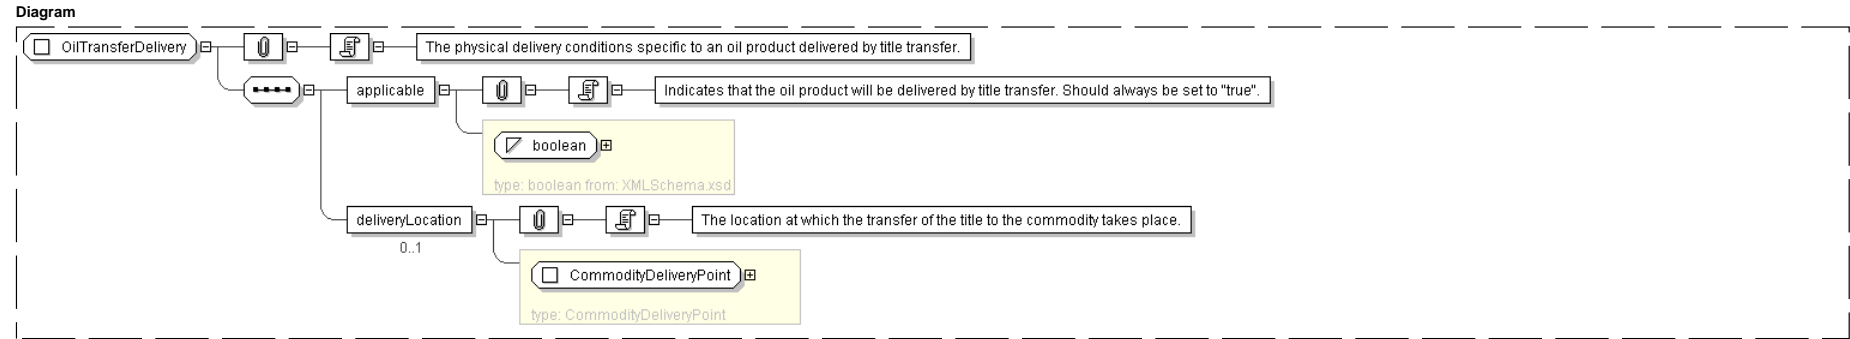 Diagram
OilTransferDelivery
The physical delivery conditions specific to an oil product delivered by title transfer.
applicable
Indicates that the oil product will be delivered by title transfer. Should always be set to "true".
boolean
type: boolean from: XMLSchema.xsd
deliveryLocation
The location at which the transfer of the title to the commodity takes place.
0..1
CommodityDeliveryPoint
type: CommodityDeliveryPoint